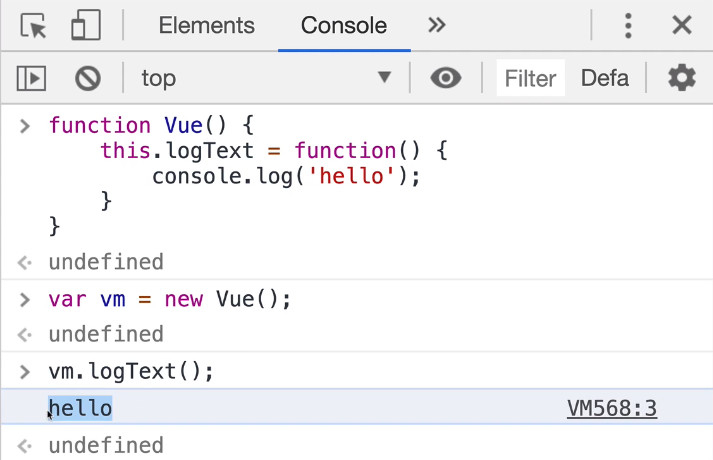 Elements Console »
top Filter Defa
> function Vue() {
    this.logText = function() {
        console.log('hello');
    }
}
undefined
> var vm = new Vue();
undefined
> vm.logText();
hello VM568:3
undefined